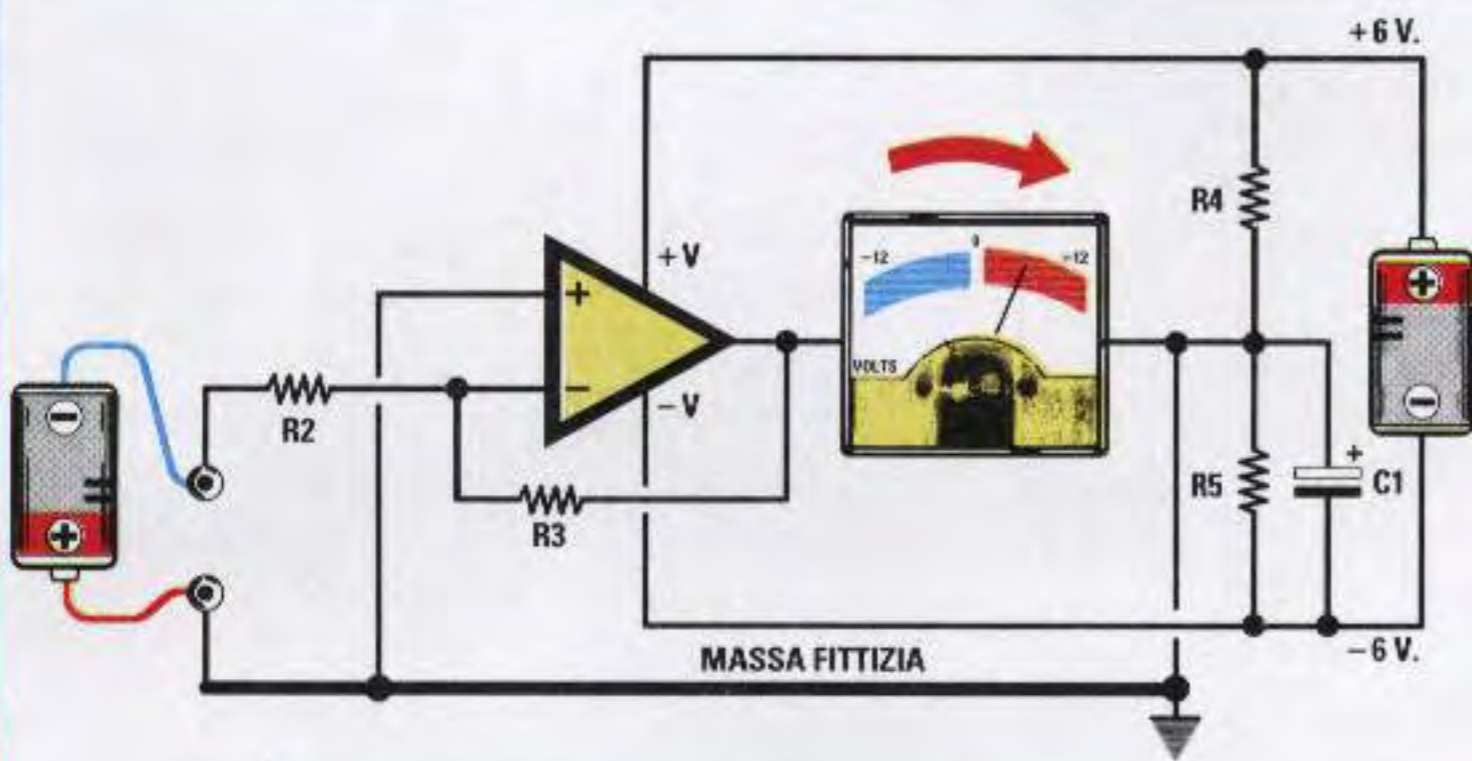 +6 V.
R4
+V
-12
0
-12
+
+
−
VOLTS
−
R2
−
−V
+
R5
C1
+
R3
−6 V.
MASSA FITTIZIA